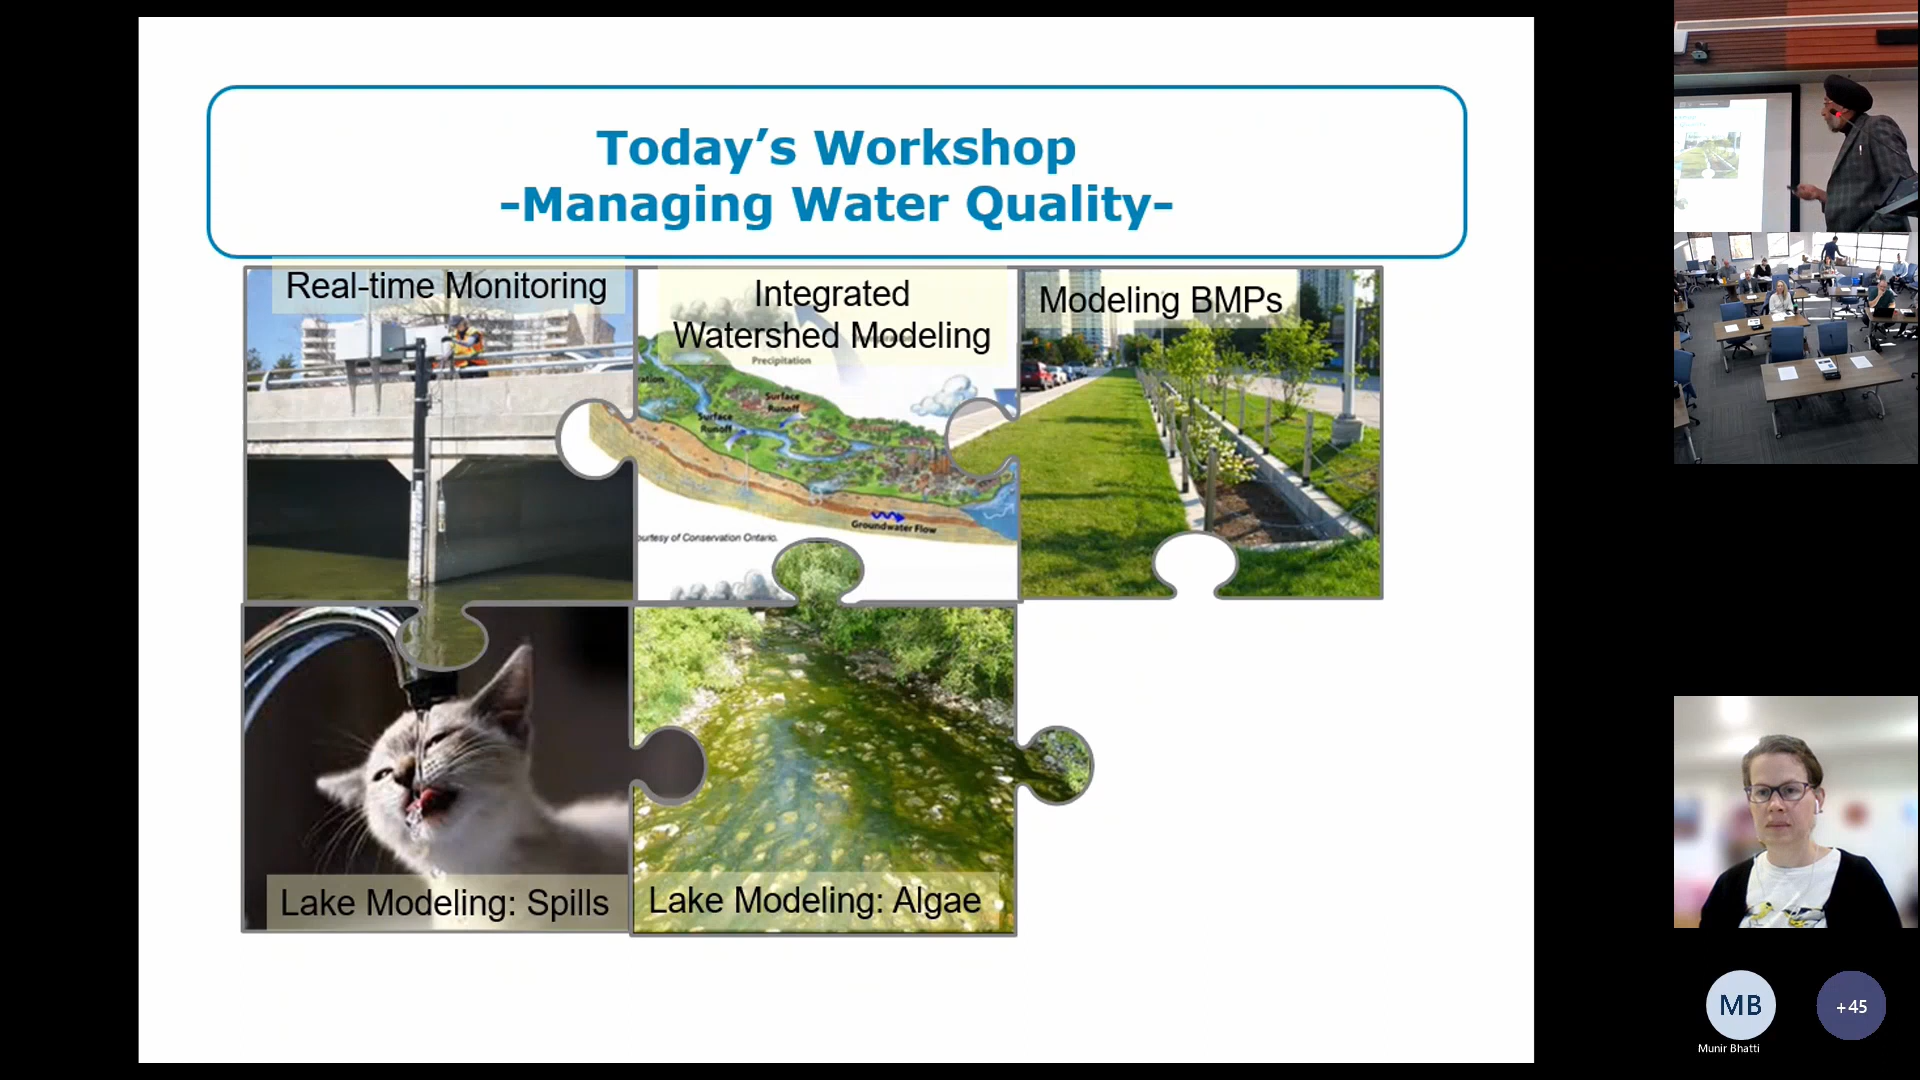 Today’s Workshop
-Managing Water Quality-
Real-time Monitoring
Integrated
Watershed Modeling
Modeling BMPs
Precipitation
Surface
Runoff
Surface
Runoff
Groundwater Flow
urtesy of Conservation Ontario.
Lake Modeling: Spills
Lake Modeling: Algae
MB
+45
Munir Bhatti